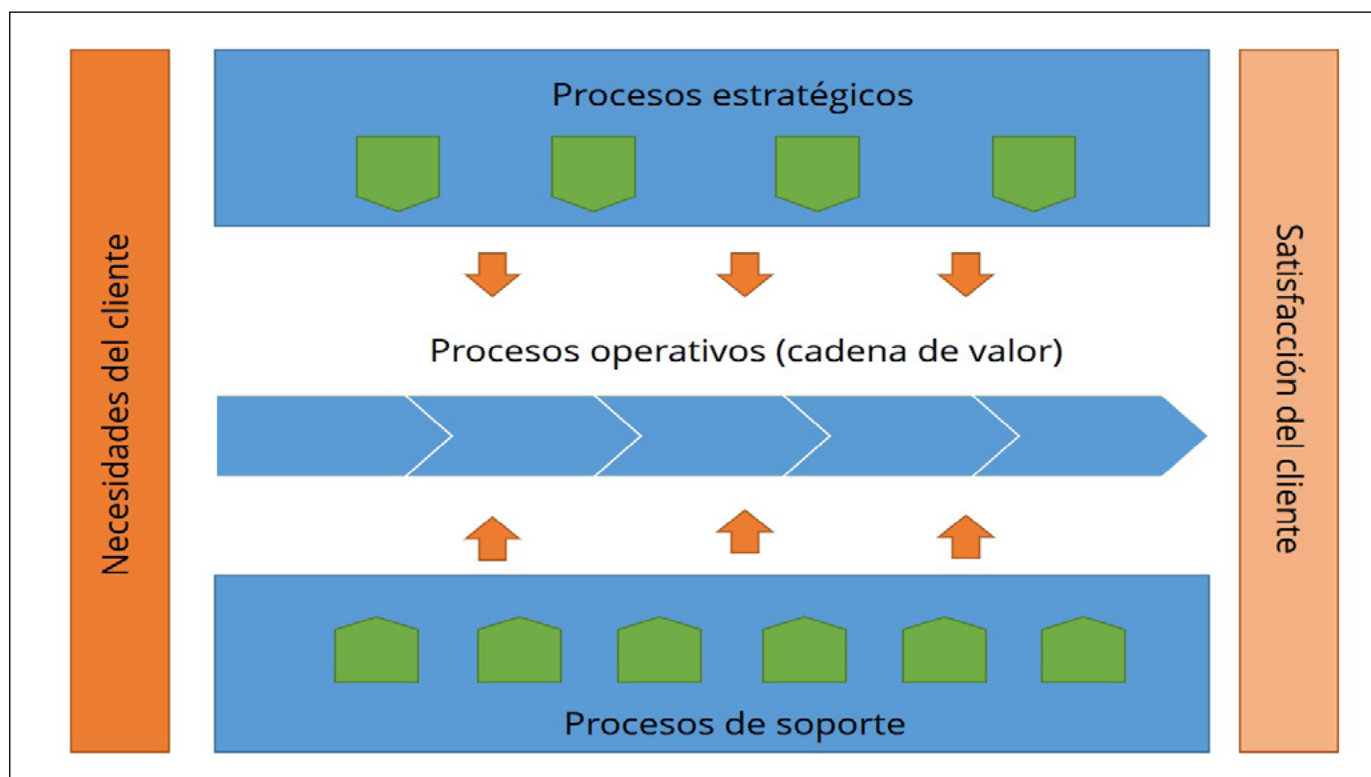 Necesidades del cliente
Procesos estratégicos
Procesos operativos (cadena de valor)
Procesos de soporte
Satisfacción del cliente